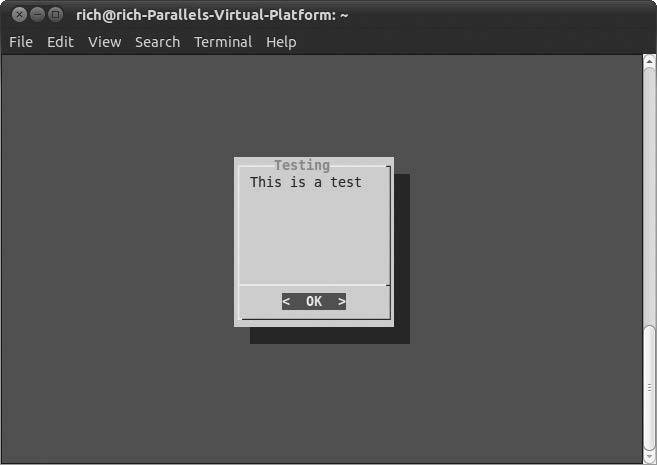 rich@rich-Parallels-Virtual-Platform: ~
File Edit View Search Terminal Help
Testing
This is a test
< OK >